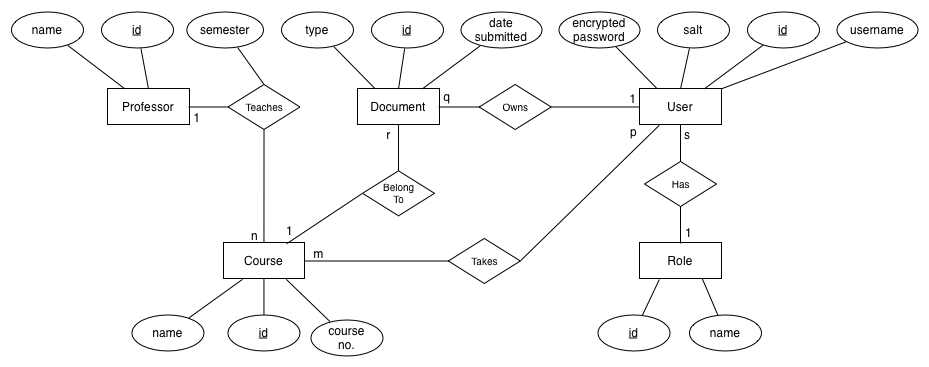 name
id
semester
type
id
date
submitted
encrypted
password
salt
id
username
Professor
1
Teaches
Document
q
Owns
1
User
r
p
s
Belong
To
Has
n
1
m
1
Course
Takes
Role
name
id
course
no.
id
name